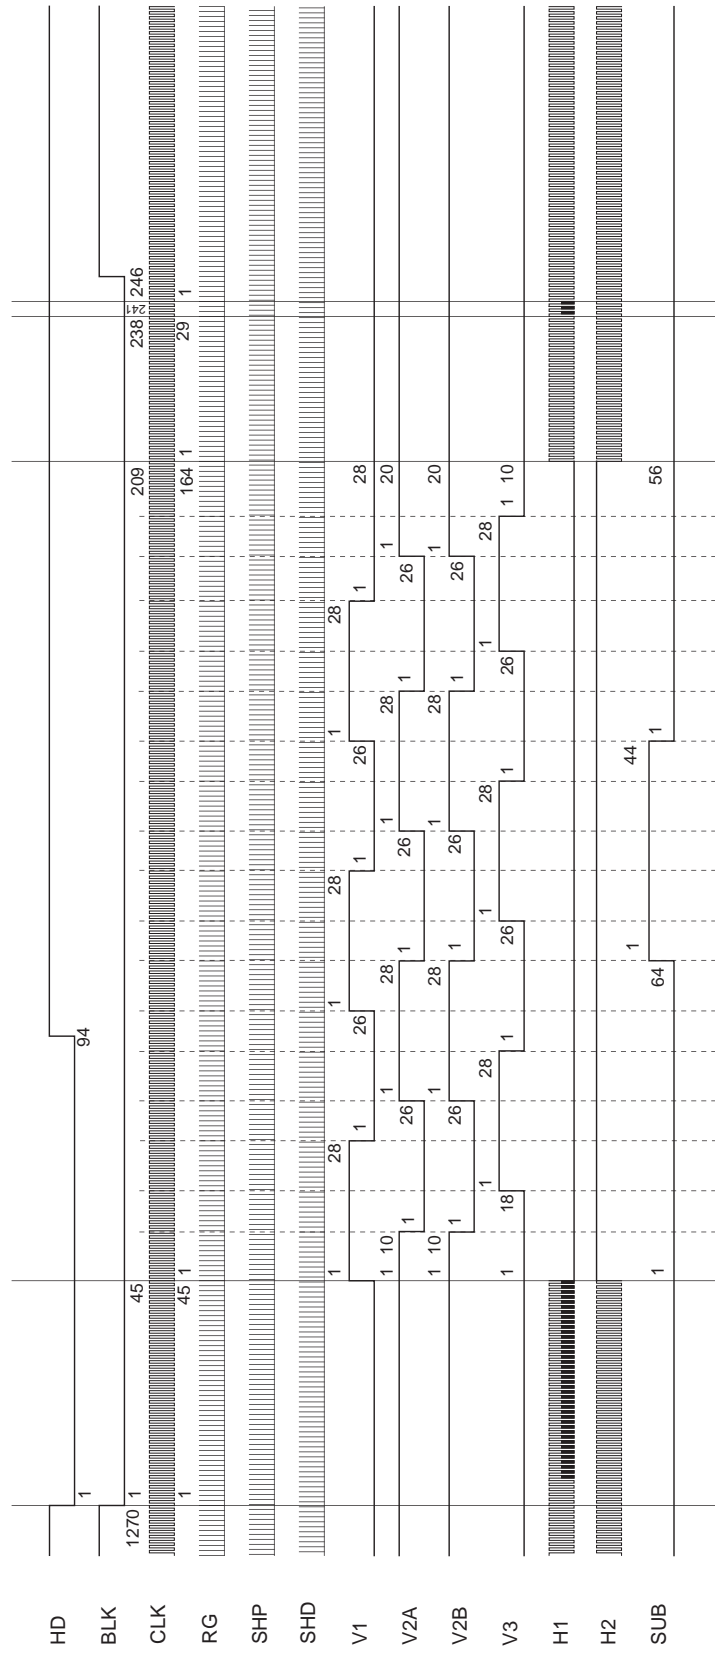 HD 1 94
BLK 1270 1 45 209 238 241 246
CLK 1 45 1 164 1 29 1
RG
SHP
SHD
V1 1 28 1 26 1 28 1 26 1 28 1 28
V2A 1 10 1 26 1 28 1 26 1 28 1 26 1 20
V2B 1 10 1 26 1 28 1 26 1 28 1 26 1 20
V3 1 18 1 28 1 26 1 28 1 26 1 28 1 10
H1
H2
SUB 1 64 1 44 1 56